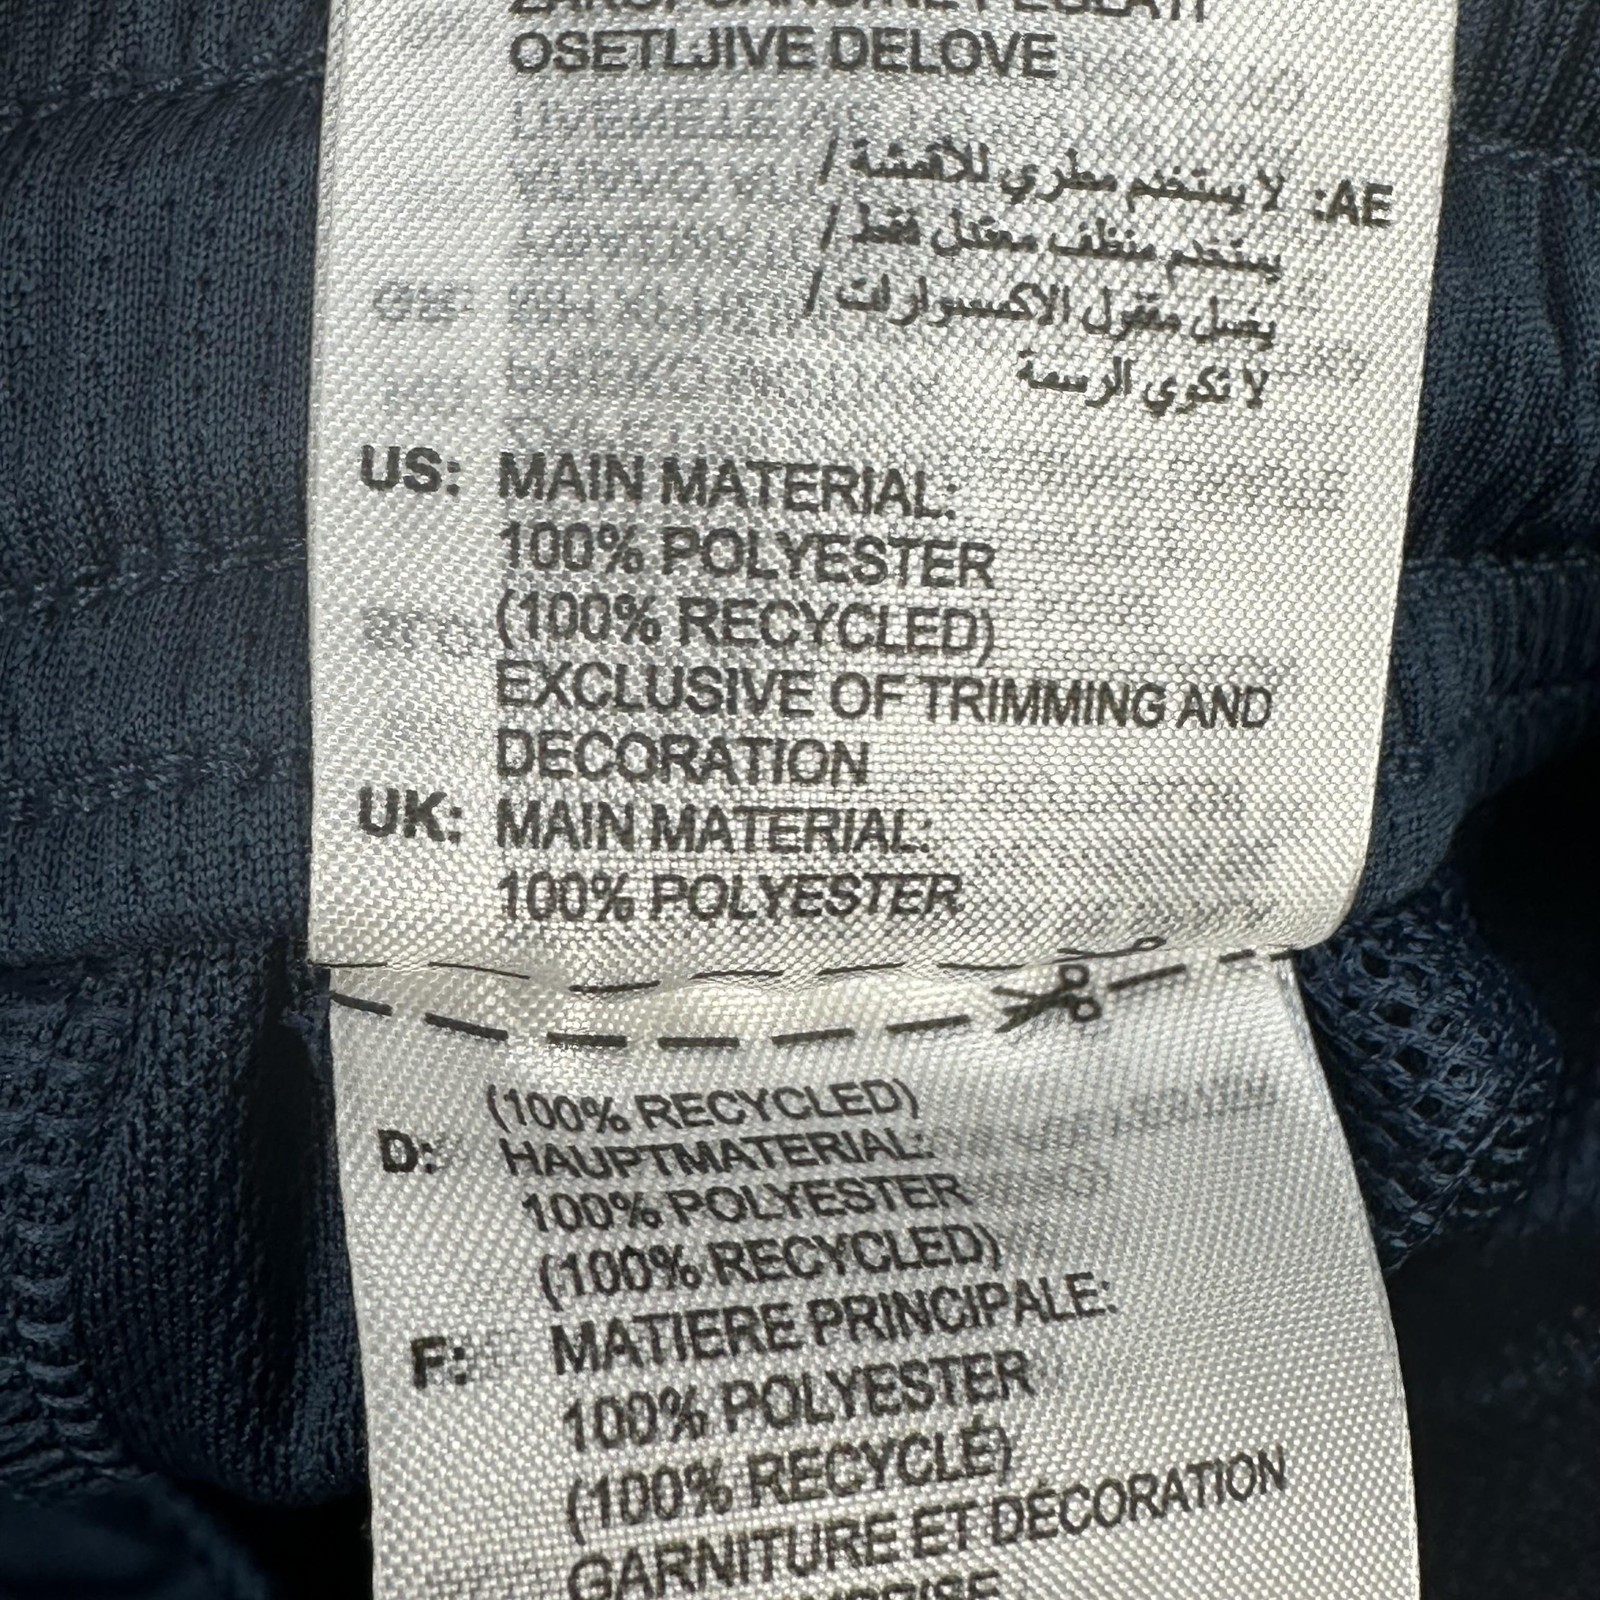 OSETLJIVE DELOVE
AE: لا يستخدم مطري للأقمشة /
يستخدم منظف معتدل فقط /
يغسل مقفول الاكسسوارات /
لا تكوي الرسمة
US: MAIN MATERIAL:
100% POLYESTER
(100% RECYCLED)
EXCLUSIVE OF TRIMMING AND
DECORATION
UK: MAIN MATERIAL:
100% POLYESTER
(100% RECYCLED)
D: HAUPTMATERIAL:
100% POLYESTER
(100% RECYCLED)
F: MATIERE PRINCIPALE:
100% POLYESTER
(100% RECYCLÉ)
GARNITURE ET DÉCORATION